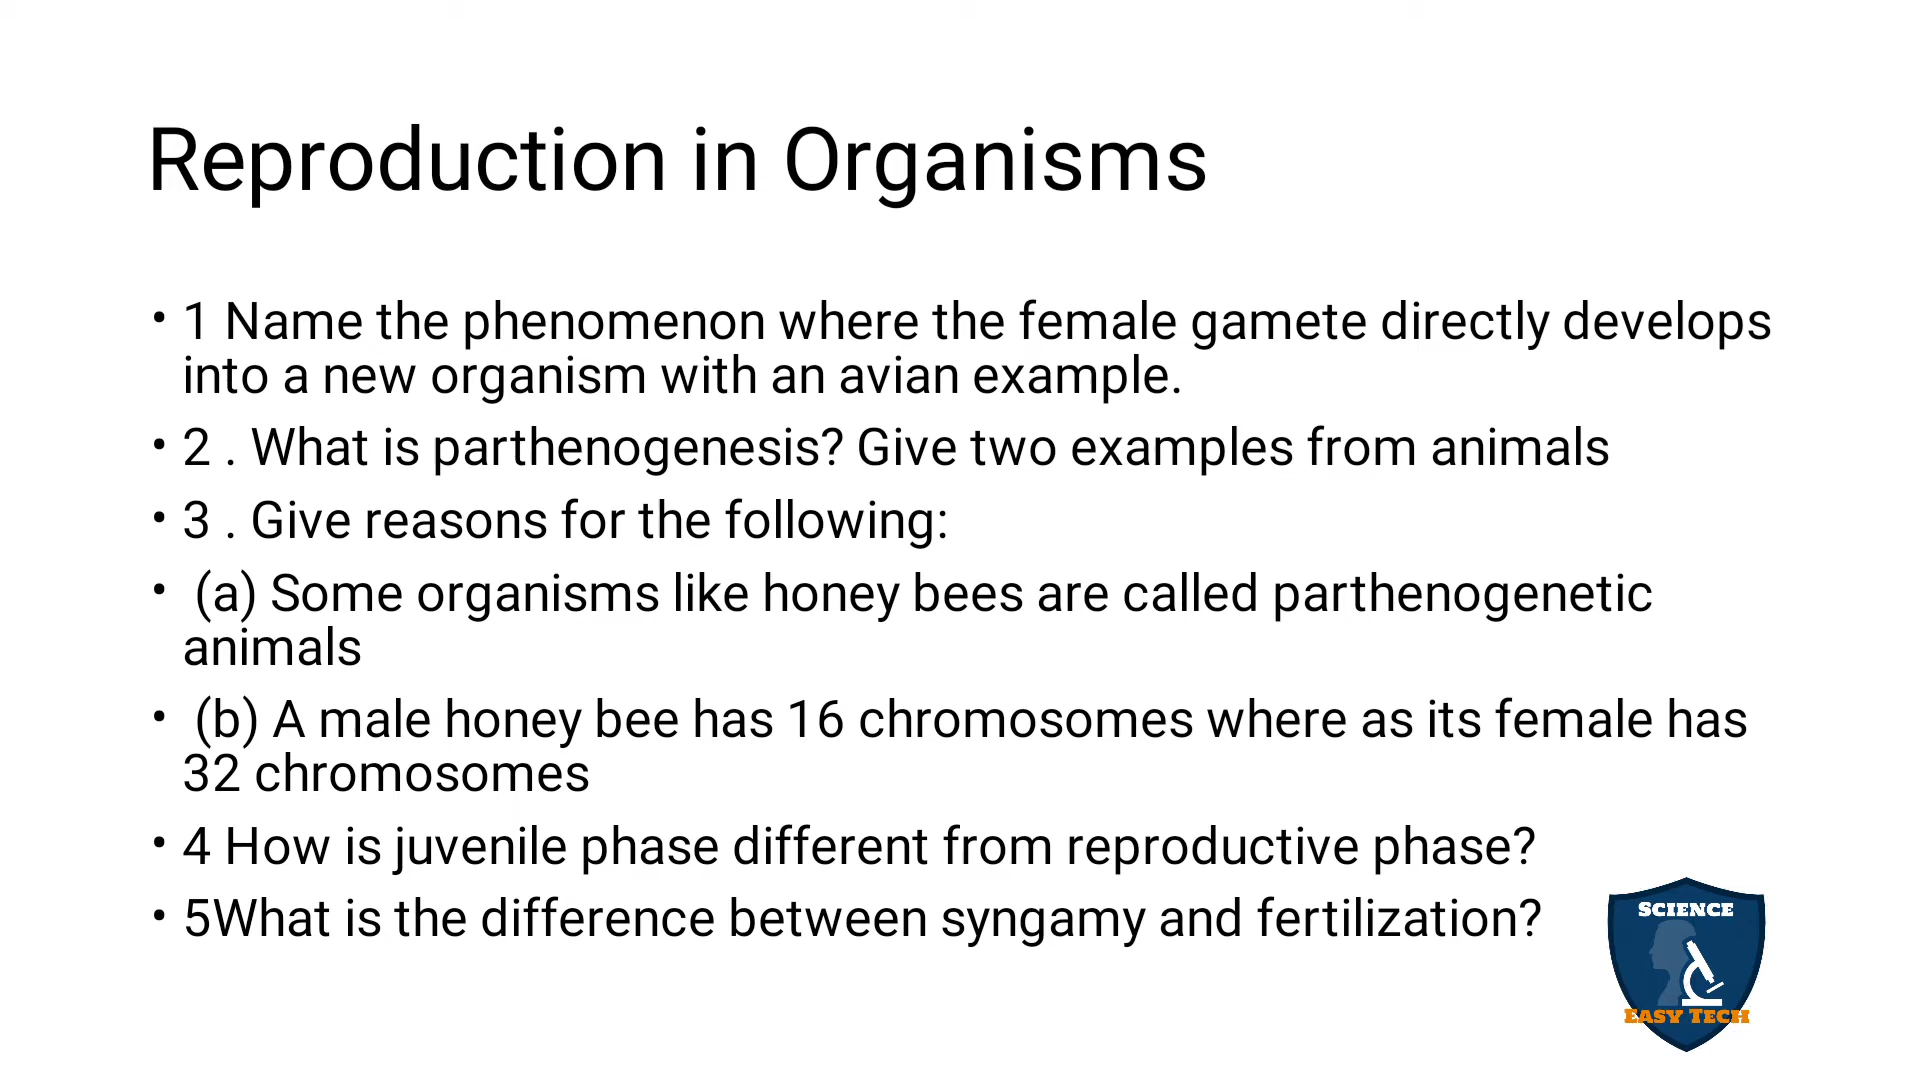 Reproduction in Organisms
• 1 Name the phenomenon where the female gamete directly develops
into a new organism with an avian example.
• 2 . What is parthenogenesis? Give two examples from animals
• 3 . Give reasons for the following:
• (a) Some organisms like honey bees are called parthenogenetic
animals
• (b) A male honey bee has 16 chromosomes where as its female has
32 chromosomes
• 4 How is juvenile phase different from reproductive phase?
• 5What is the difference between syngamy and fertilization?
SCIENCE
EASY TECH